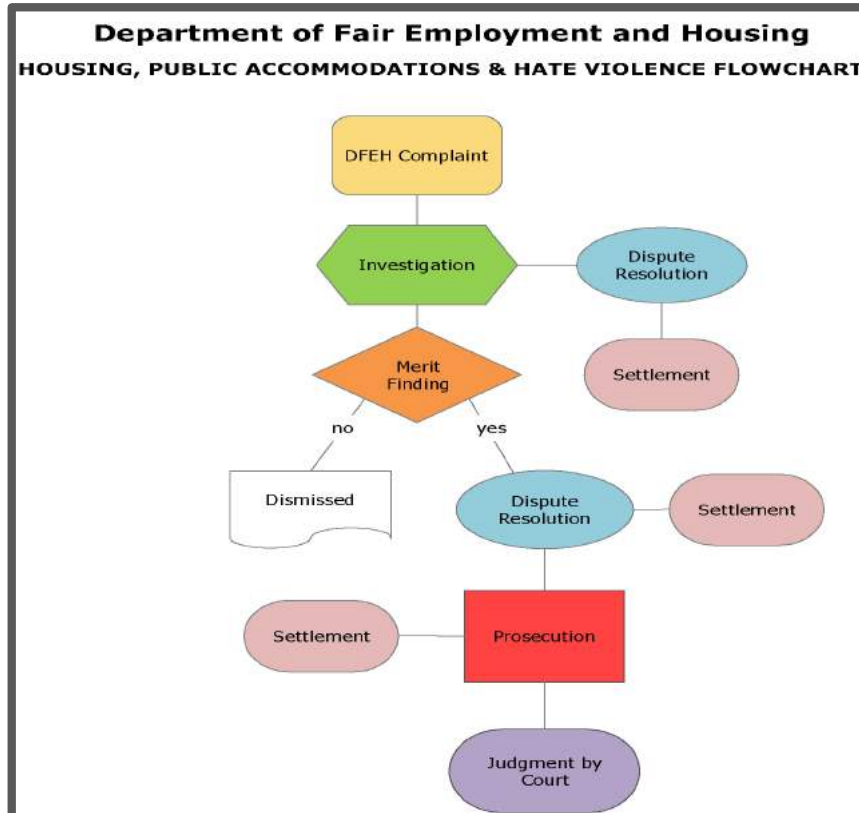 Department of Fair Employment and Housing
HOUSING, PUBLIC ACCOMMODATIONS & HATE VIOLENCE FLOWCHART
DFEH Complaint
Investigation
Dispute
Resolution
Merit
Finding
Settlement
no
yes
Dismissed
Dispute
Resolution
Settlement
Settlement
Prosecution
Judgment by
Court